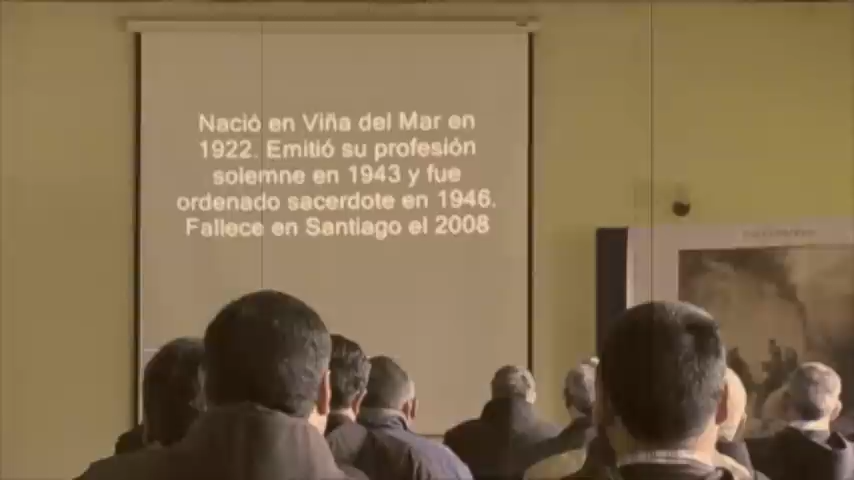 Nació en Viña del Mar en
1922. Emitió su profesión
solemne en 1943 y fue
ordenado sacerdote en 1946.
Fallece en Santiago el 2008